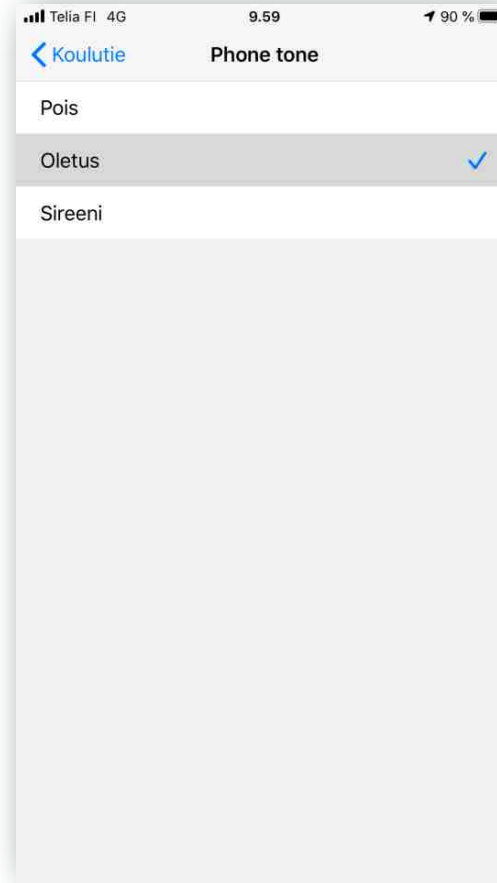 Telia FI 4G 9.59 90 %
Koulutie Phone tone
Pois
Oletus
Sireeni